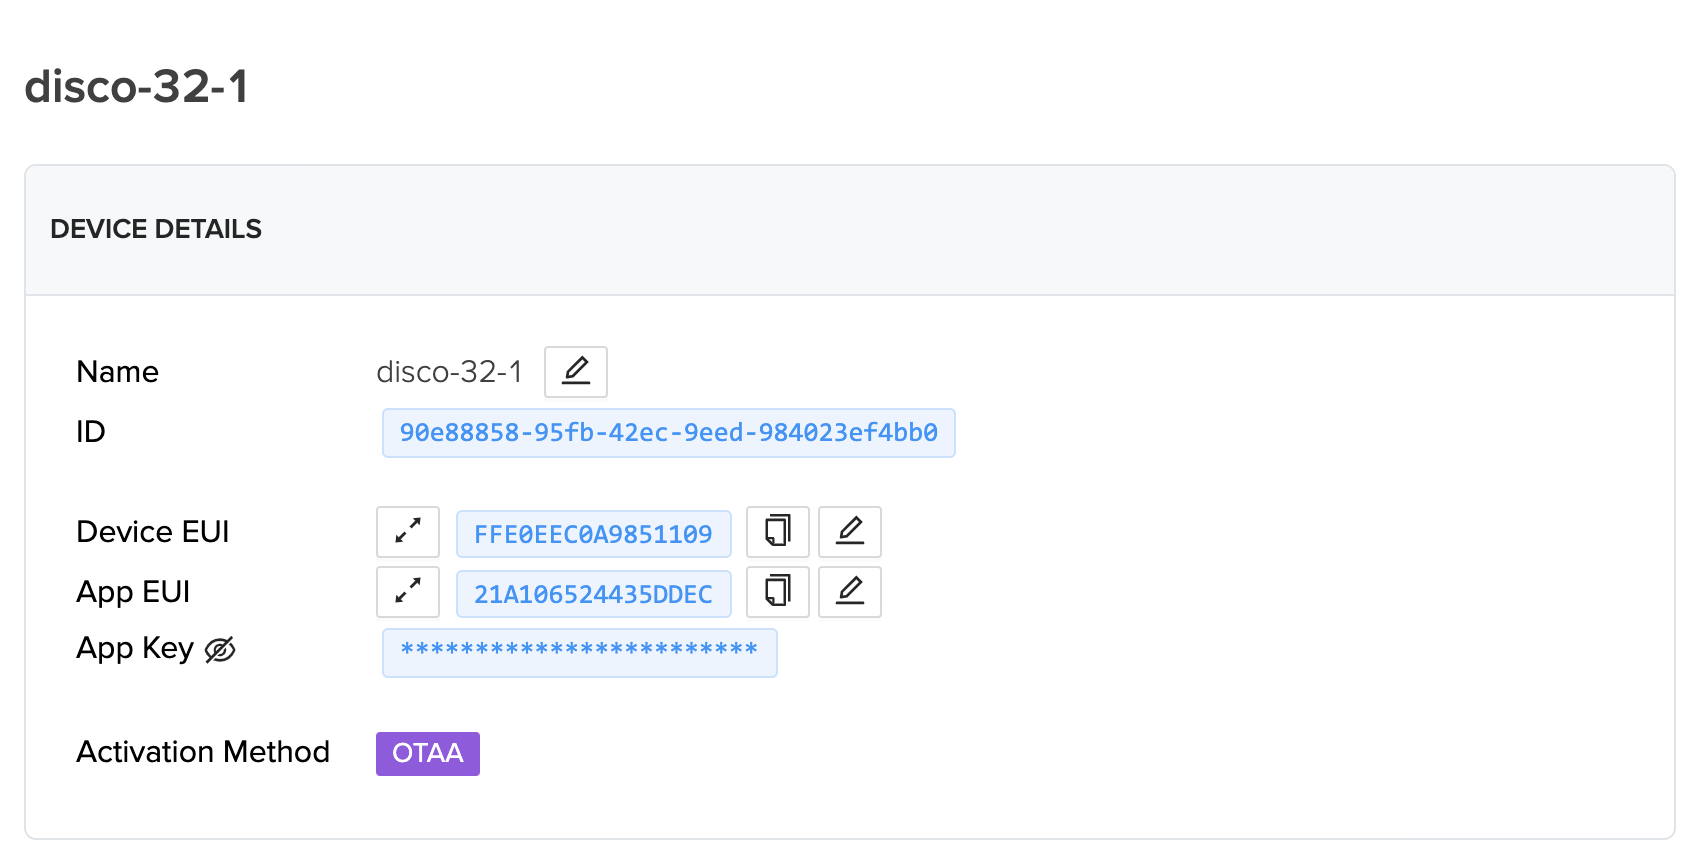 disco-32-1
DEVICE DETAILS
Name disco-32-1
ID 90e88858-95fb-42ec-9eed-984023ef4bb0
Device EUI FFE0EEC0A9851109
App EUI 21A106524435DDEC
App Key ************************
Activation Method OTAA